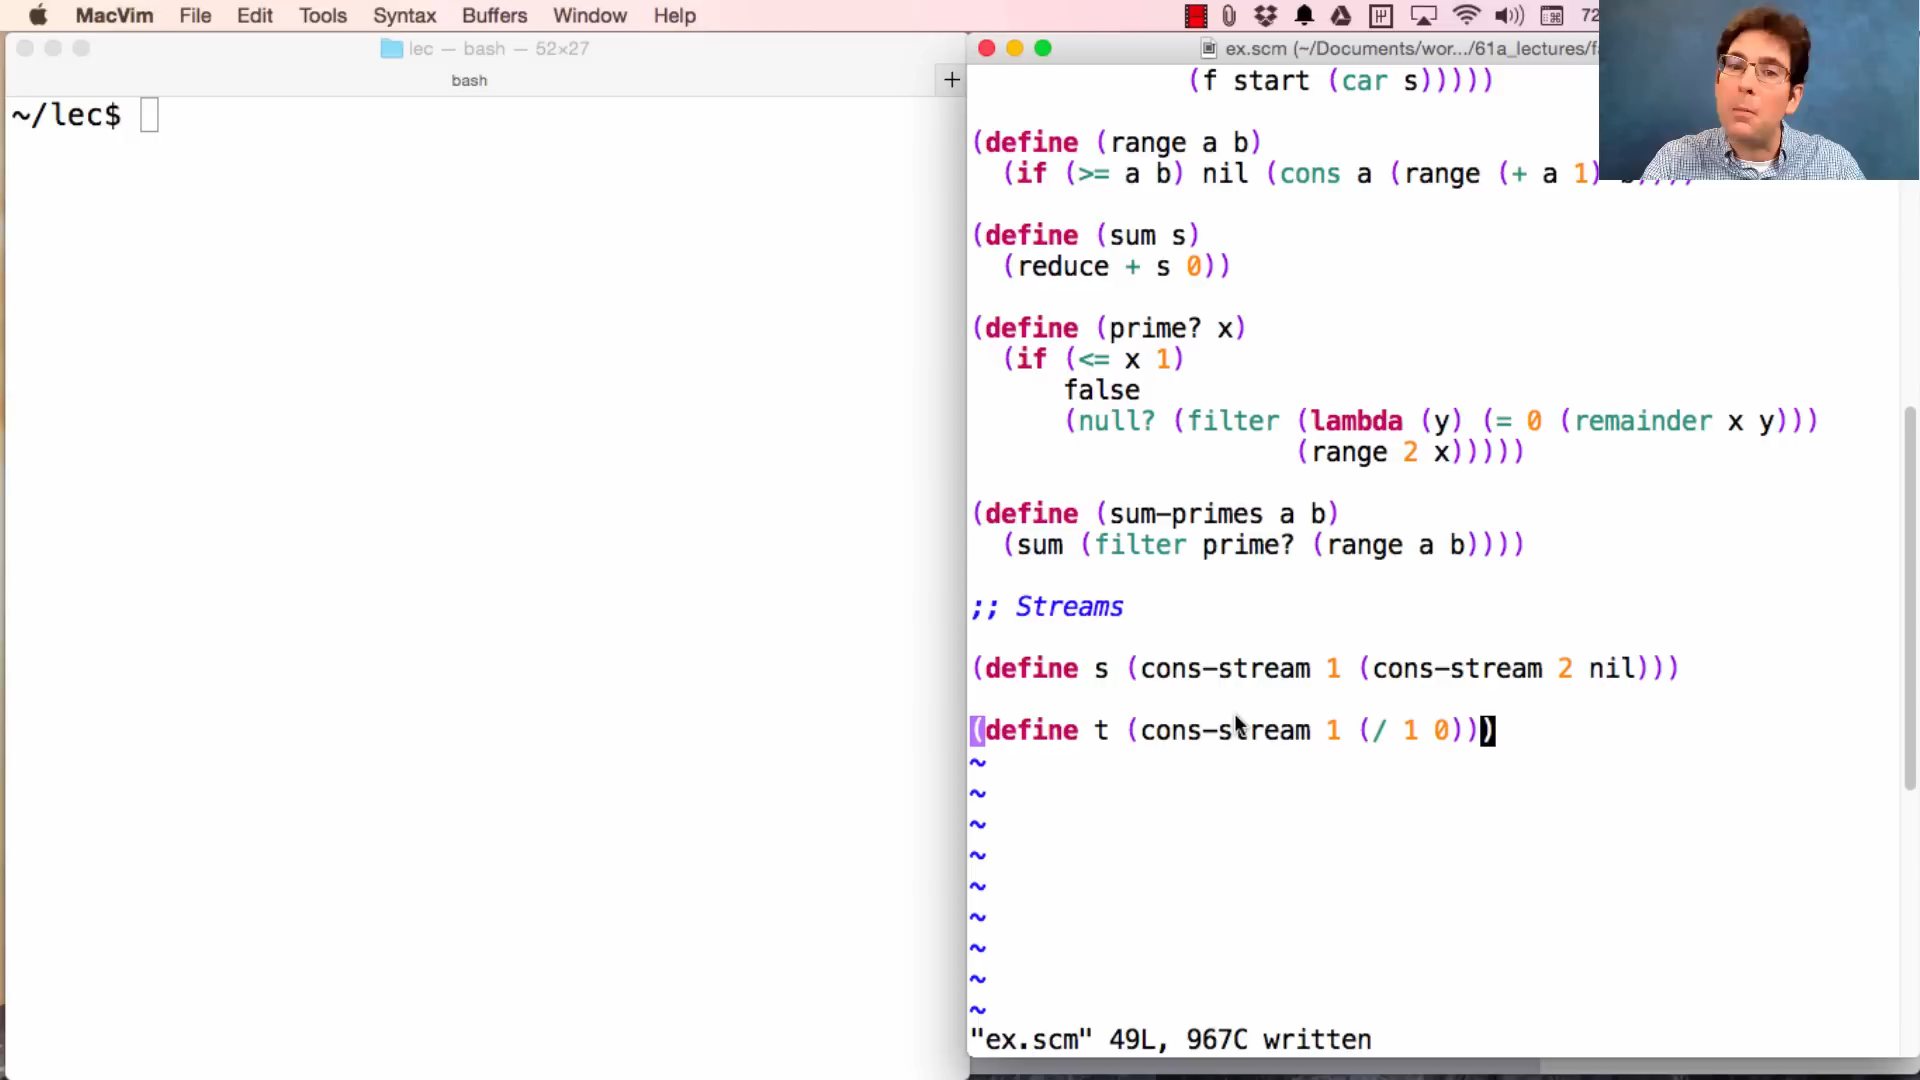 MacVim File Edit Tools Syntax Buffers Window Help 72
lec — bash — 52×27
bash
+
~/lec$
ex.scm (~/Documents/wor.../61a_lectures/f
(f start (car s)))))
(define (range a b)
(if (>= a b) nil (cons a (range (+ a 1)
(define (sum s)
(reduce + s 0))
(define (prime? x)
(if (<= x 1)
false
(null? (filter (lambda (y) (= 0 (remainder x y)))
(range 2 x)))))
(define (sum-primes a b)
(sum (filter prime? (range a b))))
;; Streams
(define s (cons-stream 1 (cons-stream 2 nil)))
(define t (cons-stream 1 (/ 1 0)))
~
~
~
~
~
~
~
~
~
"ex.scm" 49L, 967C written